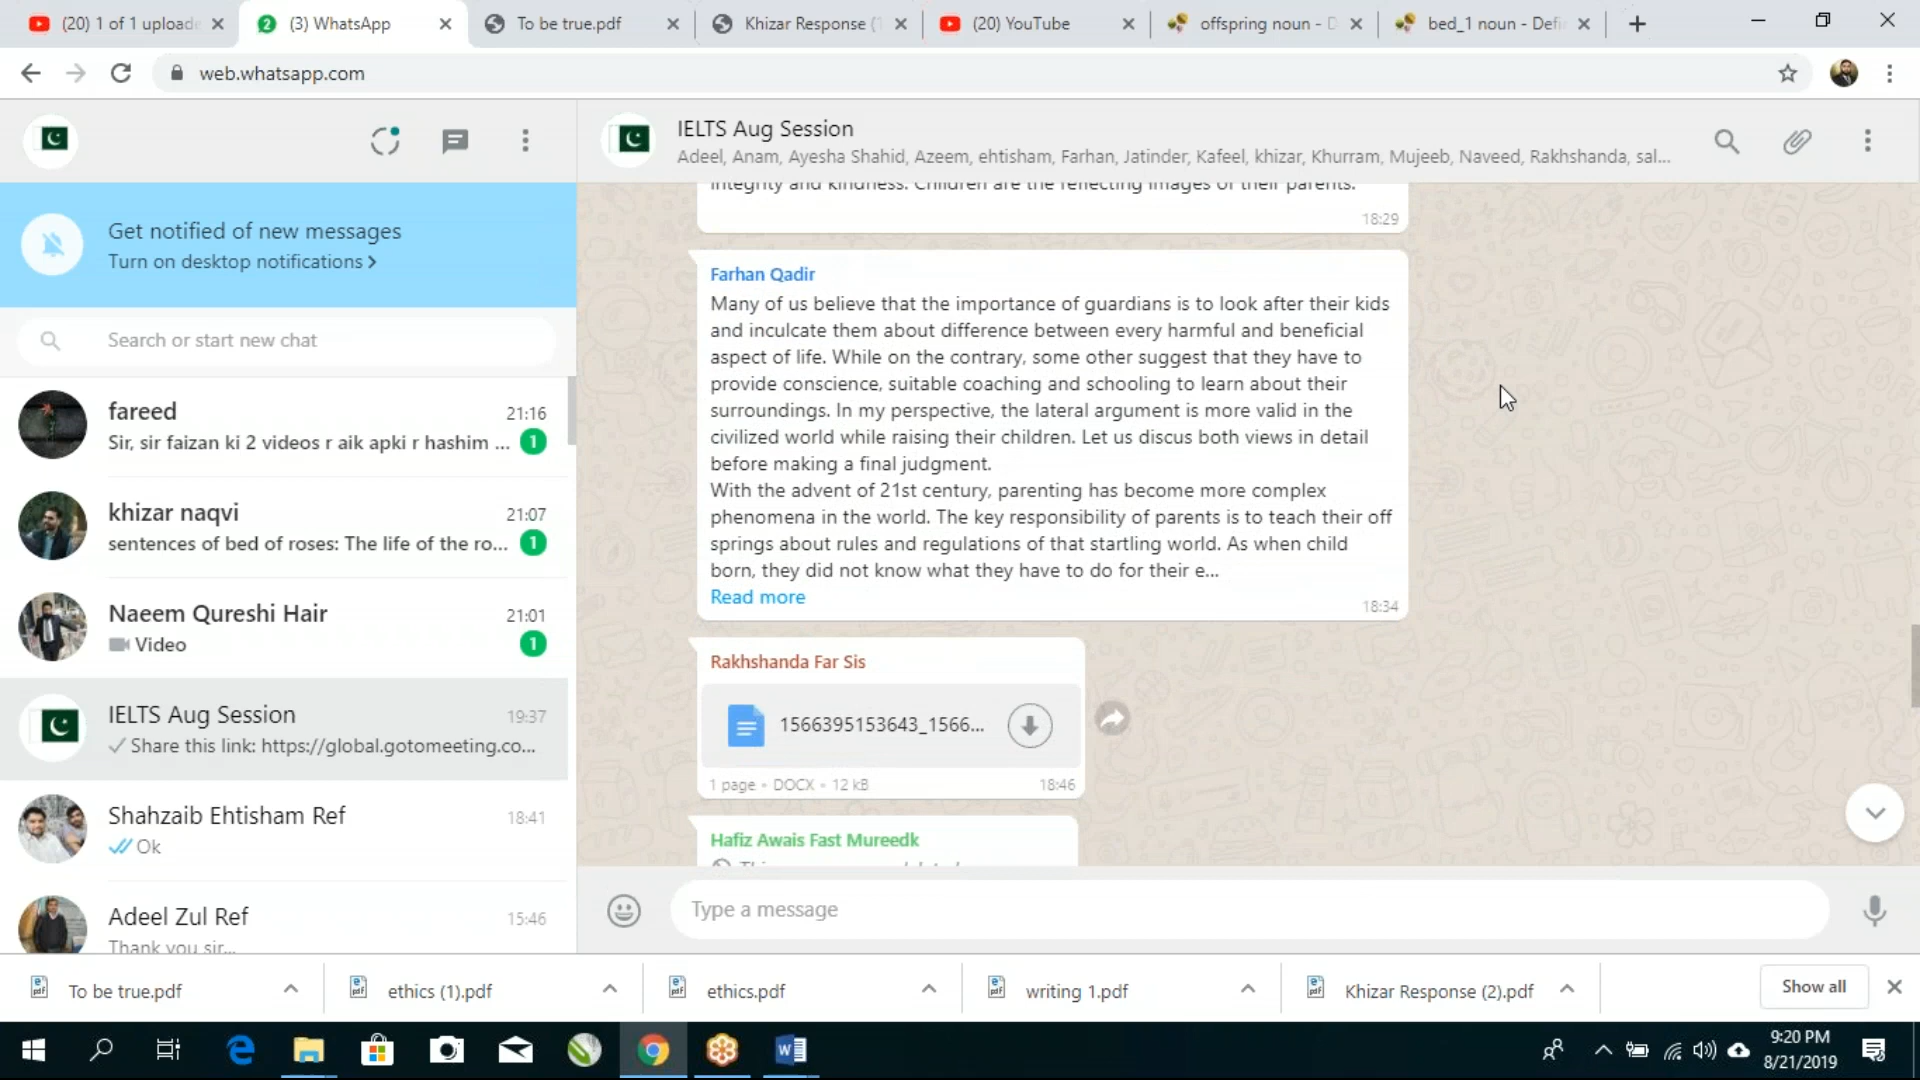 (20) 1 of 1 uploade
(3) WhatsApp
To be true.pdf
Khizar Response (1
(20) YouTube
offspring noun - D
bed_1 noun - Defi
web.whatsapp.com
IELTS Aug Session
Adeel, Anam, Ayesha Shahid, Azeem, ehtisham, Farhan, Jatinder, Kafeel, khizar, Khurram, Mujeeb, Naveed, Rakhshanda, sal...
Get notified of new messages
Turn on desktop notifications >
Search or start new chat
fareed
21:16
Sir, sir faizan ki 2 videos r aik apki r hashim ...
1
khizar naqvi
21:07
sentences of bed of roses: The life of the ro...
1
Naeem Qureshi Hair
21:01
Video
1
IELTS Aug Session
19:37
Share this link: https://global.gotomeeting.co...
Shahzaib Ehtisham Ref
18:41
Ok
Adeel Zul Ref
15:46
Thank you sir...
integrity and kindness. Children are the reflecting images of their parents.
18:29
Farhan Qadir
Many of us believe that the importance of guardians is to look after their kids
and inculcate them about difference between every harmful and beneficial
aspect of life. While on the contrary, some other suggest that they have to
provide conscience, suitable coaching and schooling to learn about their
surroundings. In my perspective, the lateral argument is more valid in the
civilized world while raising their children. Let us discus both views in detail
before making a final judgment.
With the advent of 21st century, parenting has become more complex
phenomena in the world. The key responsibility of parents is to teach their off
springs about rules and regulations of that startling world. As when child
born, they did not know what they have to do for their e...
Read more
18:34
Rakhshanda Far Sis
1566395153643_1566...
1 page • DOCX • 12 kB
18:46
Hafiz Awais Fast Mureedk
Type a message
To be true.pdf
ethics (1).pdf
ethics.pdf
writing 1.pdf
Khizar Response (2).pdf
Show all
9:20 PM
8/21/2019